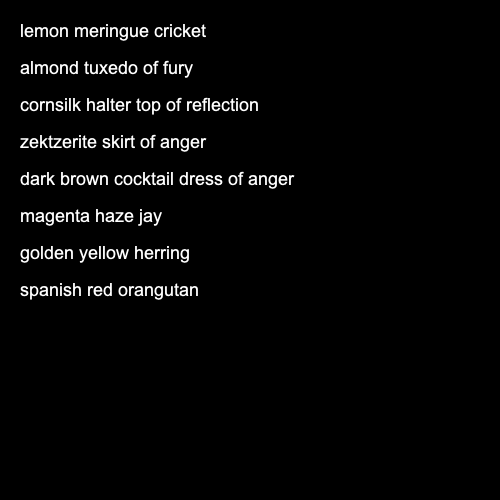 lemon meringue cricket
almond tuxedo of fury
cornsilk halter top of reflection
zektzerite skirt of anger
dark brown cocktail dress of anger
magenta haze jay
golden yellow herring
spanish red orangutan